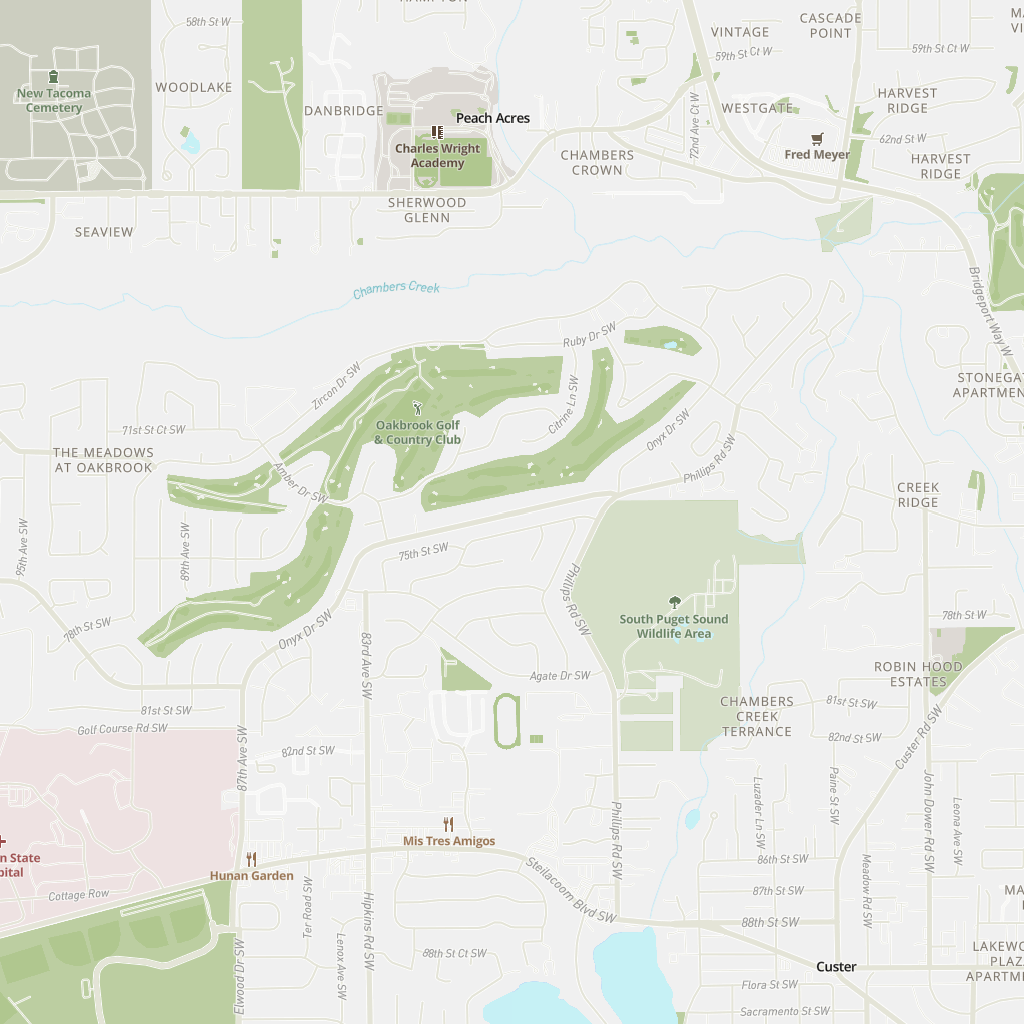 58th St W
WOODLAKE
New Tacoma
Cemetery
DANBRIDGE
Peach Acres
Charles Wright
Academy
SHERWOOD
GLENN
SEAVIEW
CHAMBERS
CROWN
VINTAGE
CASCADE
POINT
59th St Ct W
59th St Ct W
WESTGATE
72nd Ave Ct W
Fred Meyer
HARVEST
RIDGE
62nd St W
HARVEST
RIDGE
Chambers Creek
Bridgeport Way W
Ruby Dr SW
Zircon Dr SW
Citrine Ln SW
Oakbrook Golf
& Country Club
Onyx Dr SW
Phillips Rd SW
71st St Ct SW
THE MEADOWS
AT OAKBROOK
Amber Dr SW
CREEK
RIDGE
95th Ave SW
89th Ave SW
75th St SW
Phillips Rd SW
78th St SW
Onyx Dr SW
83rd Ave SW
South Puget Sound
Wildlife Area
78th St W
ROBIN HOOD
ESTATES
Agate Dr SW
81st St SW
Golf Course Rd SW
CHAMBERS
CREEK
TERRANCE
81st St SW
82nd St SW
Custer Rd SW
87th Ave SW
82nd St SW
Mis Tres Amigos
Hunan Garden
Cottage Row
Phillips Rd SW
Luzader Ln SW
Paine St SW
John Dower Rd SW
Leona Ave SW
86th St SW
87th St SW
Meadow Rd SW
88th St SW
Stellacoom Blvd SW
Ter Road SW
Hipkins Rd SW
Lenox Ave SW
Elwood Dr SW
88th St Ct SW
Custer
Flora St SW
Sacramento St SW